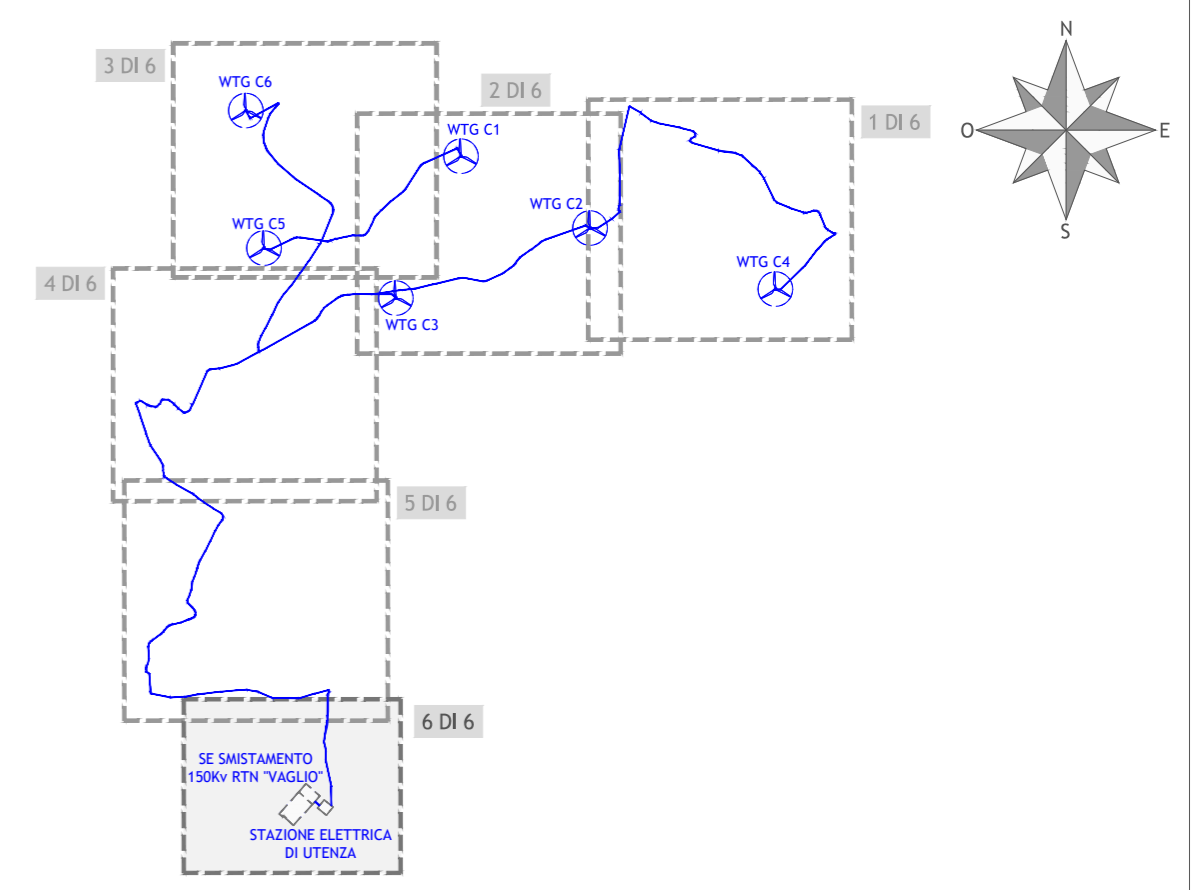 N
3 DI 6
WTG C6
2 DI 6
1 DI 6
WTG C1
O
E
WTG C2
WTG C5
S
WTG C4
4 DI 6
WTG C3
5 DI 6
6 DI 6
SE SMISTAMENTO
150Kv RTN "VAGLIO"
STAZIONE ELETTRICA
DI UTENZA